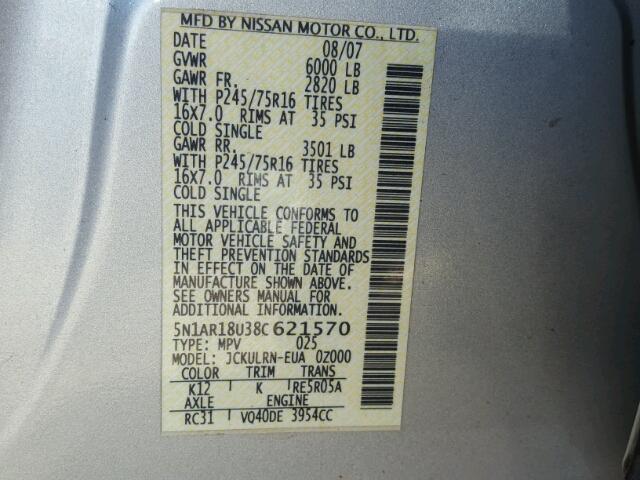 MFD BY NISSAN MOTOR CO., LTD.
DATE 08/07
GVWR 6000 LB
GAWR FR. 2820 LB
WITH P245/75R16 TIRES
16X7.0 RIMS AT 35 PSI
COLD SINGLE
GAWR RR. 3501 LB
WITH P245/75R16 TIRES
16X7.0 RIMS AT 35 PSI
COLD SINGLE
THIS VEHICLE CONFORMS TO
ALL APPLICABLE FEDERAL
MOTOR VEHICLE SAFETY AND
THEFT PREVENTION STANDARDS
IN EFFECT ON THE DATE OF
MANUFACTURE SHOWN ABOVE.
SEE OWNERS MANUAL FOR
ADDITIONAL INFORMATION.
5N1AR18U38C621570
TYPE: MPV 025
MODEL: JCKULRN-EUA 0Z000
COLOR TRIM TRANS
K12 K RE5R05A
AXLE ENGINE
RC31 VQ40DE 3954CC